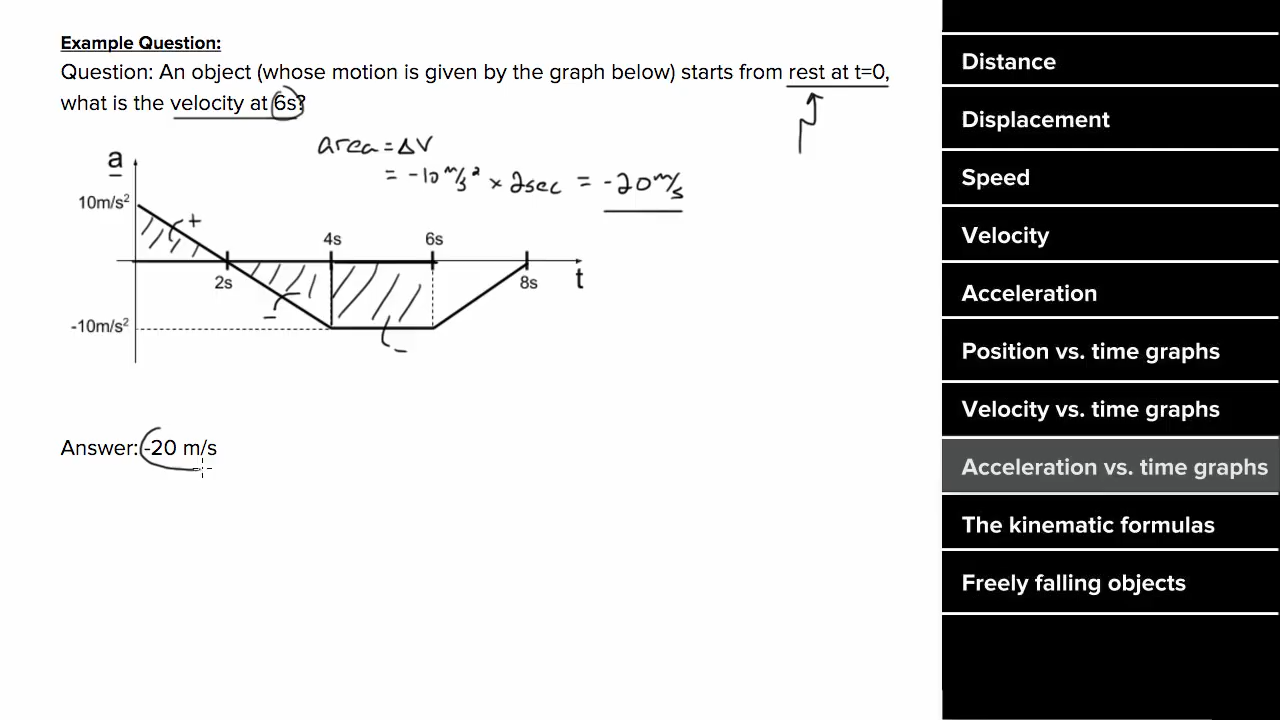 Example Question:
Question: An object (whose motion is given by the graph below) starts from rest at t=0,
what is the velocity at 6s?
area = ΔV
= -10 m/s² × 2sec = -20 m/s
a
+
10m/s²
4s
6s
2s
8s
t
-
-10m/s²
-
Answer: -20 m/s
Distance
Displacement
Speed
Velocity
Acceleration
Position vs. time graphs
Velocity vs. time graphs
Acceleration vs. time graphs
The kinematic formulas
Freely falling objects